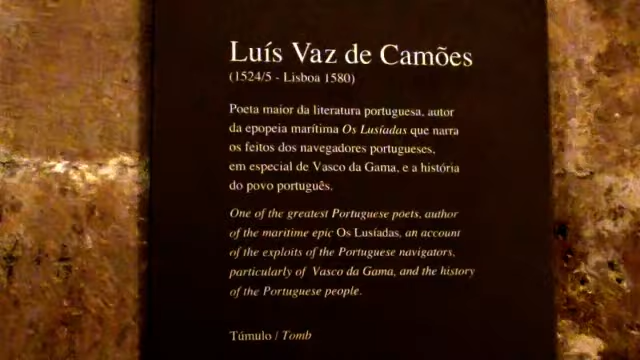 Luís Vaz de Camões
(1524/5 - Lisboa 1580)
Poeta maior da literatura portuguesa, autor
da epopeia marítima Os Lusíadas que narra
os feitos dos navegadores portugueses,
em especial de Vasco da Gama, e a história
do povo português.
One of the greatest Portuguese poets, author
of the maritime epic Os Lusíadas, an account
of the exploits of the Portuguese navigators,
particularly of Vasco da Gama, and the history
of the Portuguese people.
Túmulo / Tomb